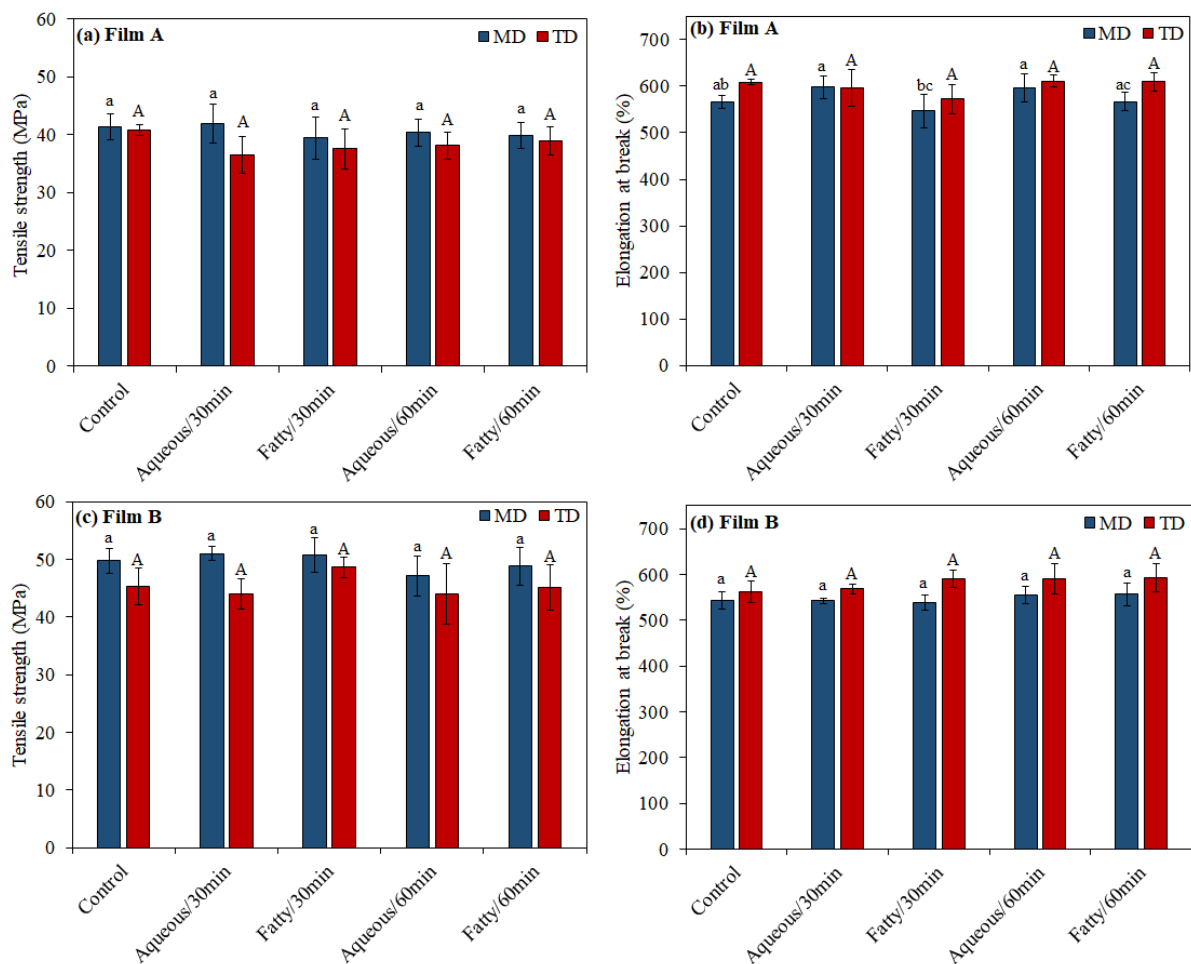 (a) Film A
MD TD
Tensile strength (MPa)
60
50
40
30
20
10
0
a A a A a A a A a A
Control
Aqueous/30min
Fatty/30min
Aqueous/60min
Fatty/60min
(b) Film A
MD TD
Elongation at break (%)
700
600
500
400
300
200
100
0
ab A a A bc A a A ac A
Control
Aqueous/30min
Fatty/30min
Aqueous/60min
Fatty/60min
(c) Film B
MD TD
Tensile strength (MPa)
60
50
40
30
20
10
0
a A a A a A a A a A
Control
Aqueous/30min
Fatty/30min
Aqueous/60min
Fatty/60min
(d) Film B
MD TD
Elongation at break (%)
700
600
500
400
300
200
100
0
a A a A a A a A a A
Control
Aqueous/30min
Fatty/30min
Aqueous/60min
Fatty/60min